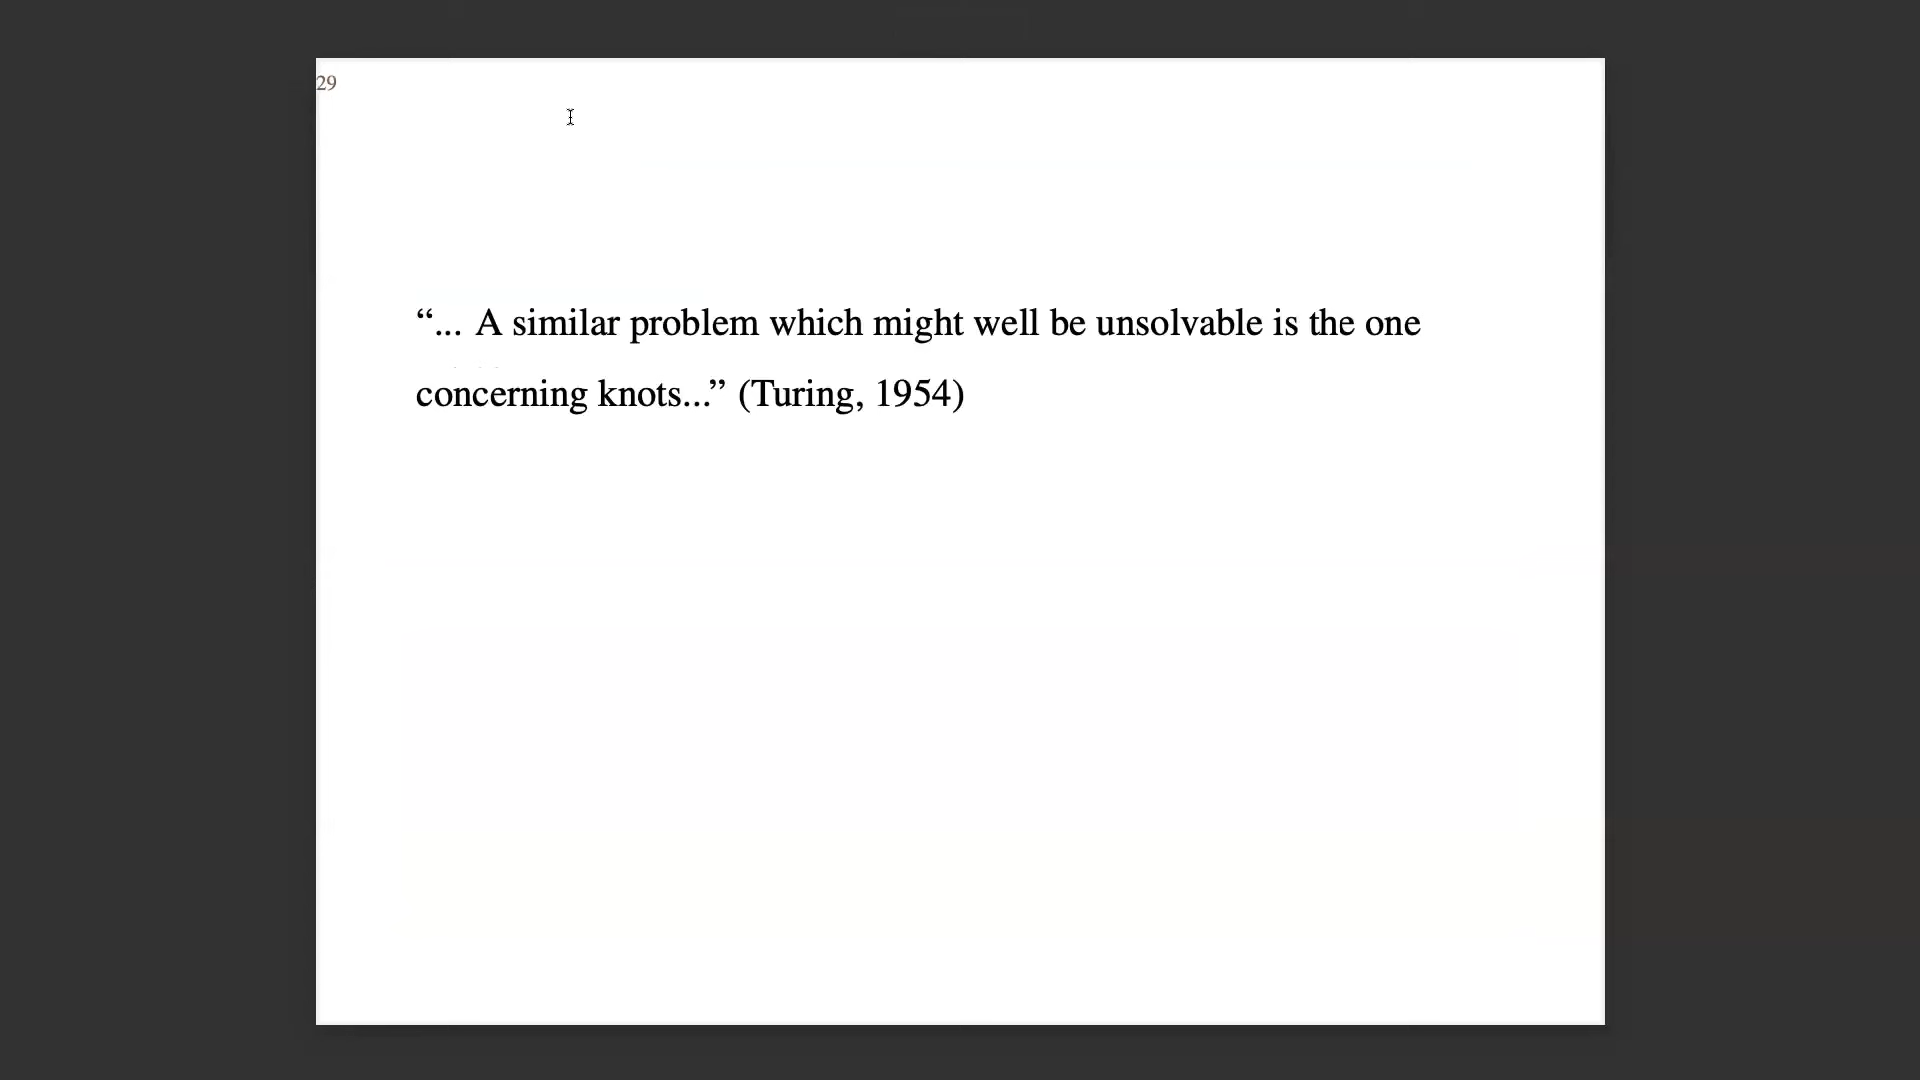 29
“... A similar problem which might well be unsolvable is the one
concerning knots...” (Turing, 1954)